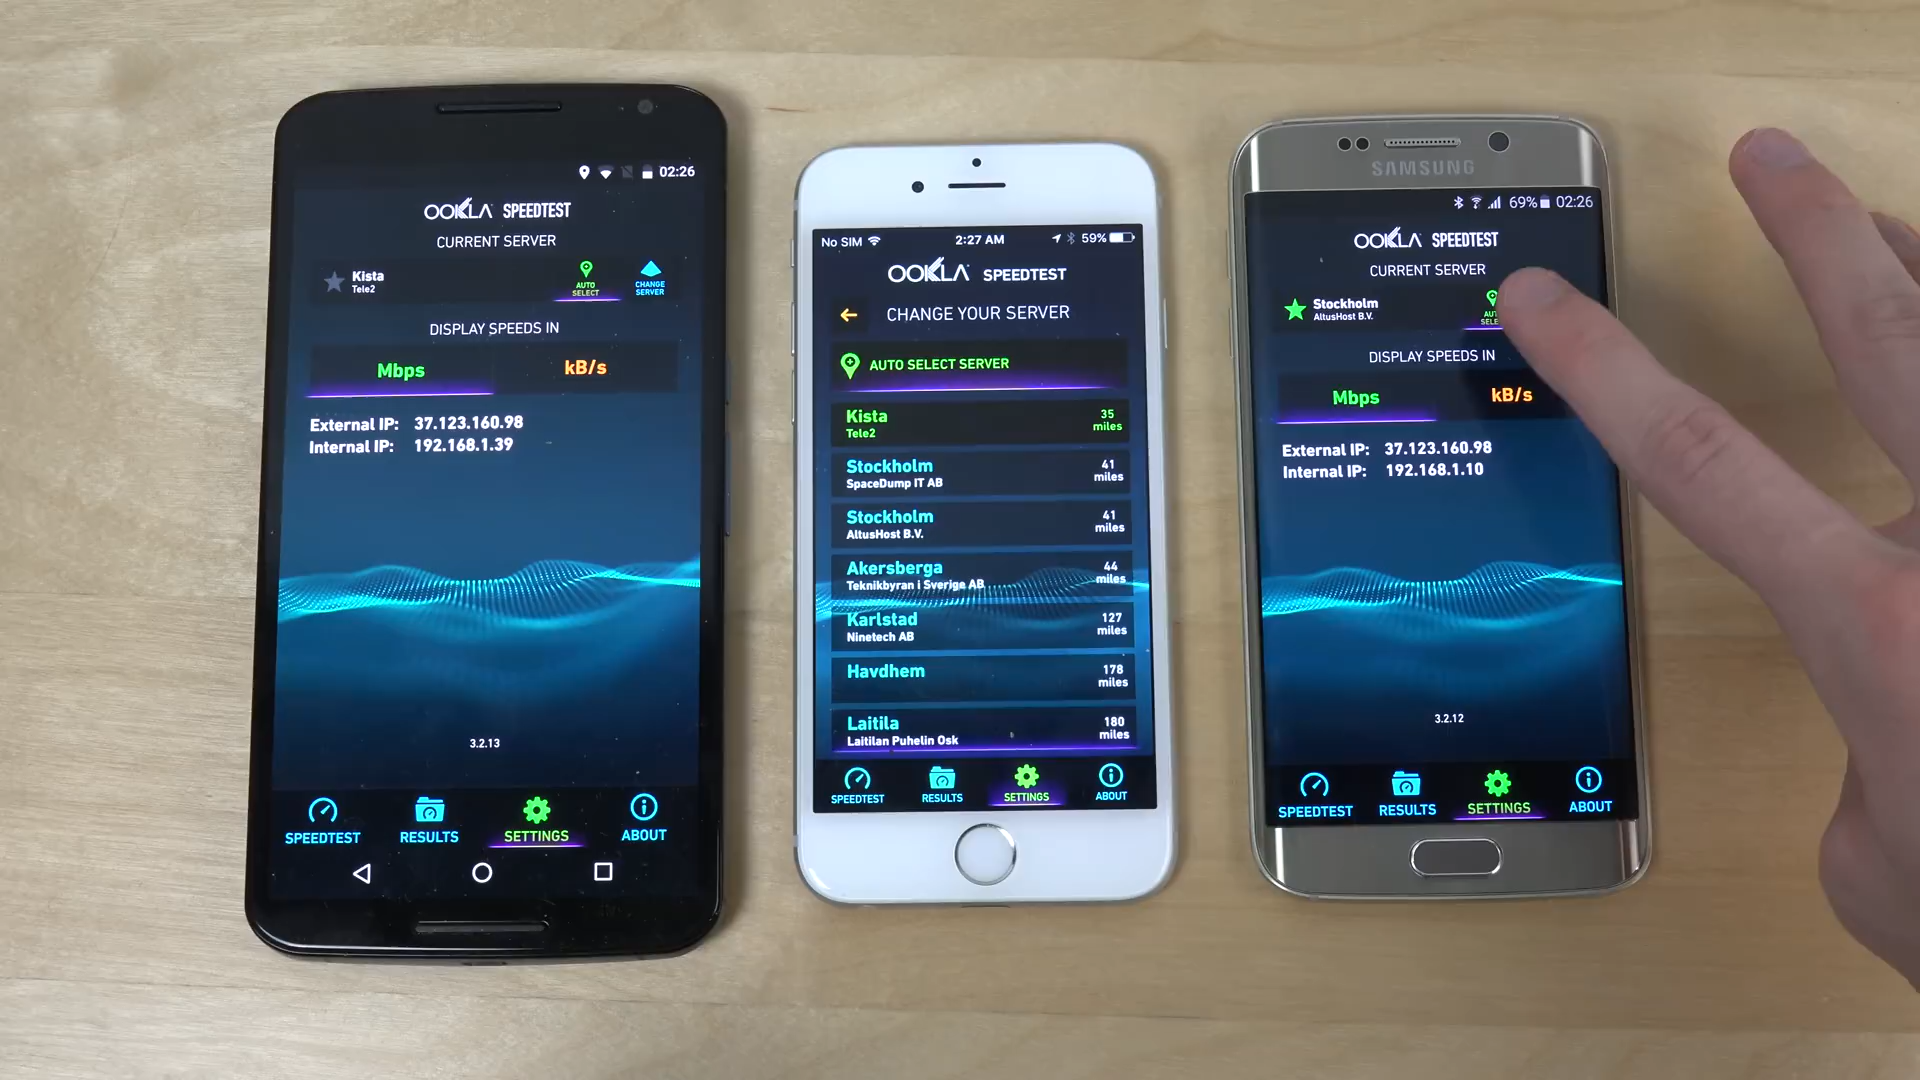 02:26
OOKLA SPEEDTEST
CURRENT SERVER
Kista
Tele2
AUTO
SELECT
CHANGE
SERVER
DISPLAY SPEEDS IN
Mbps
kB/s
External IP: 37.123.160.98
Internal IP: 192.168.1.39
3.2.13
SPEEDTEST
RESULTS
SETTINGS
ABOUT
No SIM
2:27 AM
59%
OOKLA SPEEDTEST
CHANGE YOUR SERVER
AUTO SELECT SERVER
Kista
Tele2
35
miles
Stockholm
SpaceDump IT AB
41
miles
Stockholm
AltusHost B.V.
41
miles
Akersberga
Teknikbyran i Sverige AB
44
miles
Karlstad
Ninetech AB
127
miles
Havdhem
178
miles
Laitila
Laitilan Puhelin Osk
180
miles
SPEEDTEST
RESULTS
SETTINGS
ABOUT
SAMSUNG
69%
02:26
OOKLA SPEEDTEST
CURRENT SERVER
Stockholm
AltusHost B.V.
DISPLAY SPEEDS IN
Mbps
kB/s
External IP: 37.123.160.98
Internal IP: 192.168.1.10
3.2.12
SPEEDTEST
RESULTS
SETTINGS
ABOUT